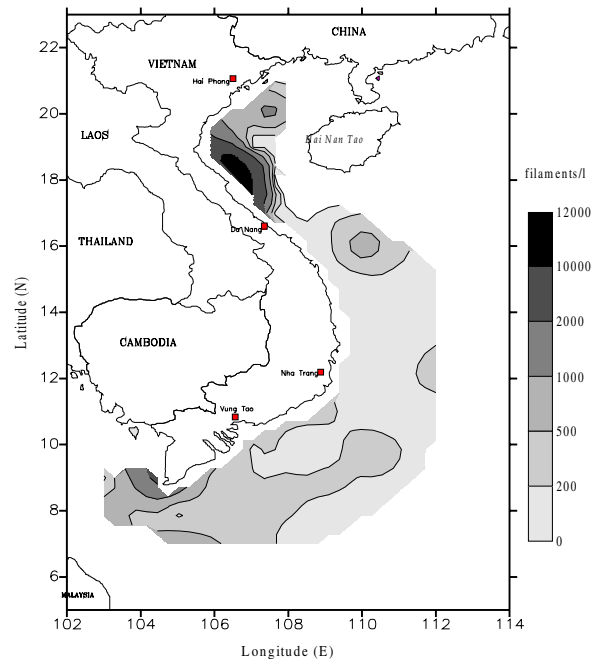 CHINA
VIETNAM
Hai Phong
Hai Nan Tao
LAOS
Da Nang
THAILAND
CAMBODIA
Nha Trang
Vung Tao
MALAYSIA
22
20
18
16
14
12
10
8
6
Latitude (N)
102 104 106 108 110 112 114
Longitude (E)
filaments/l
12000
10000
2000
1000
500
200
0